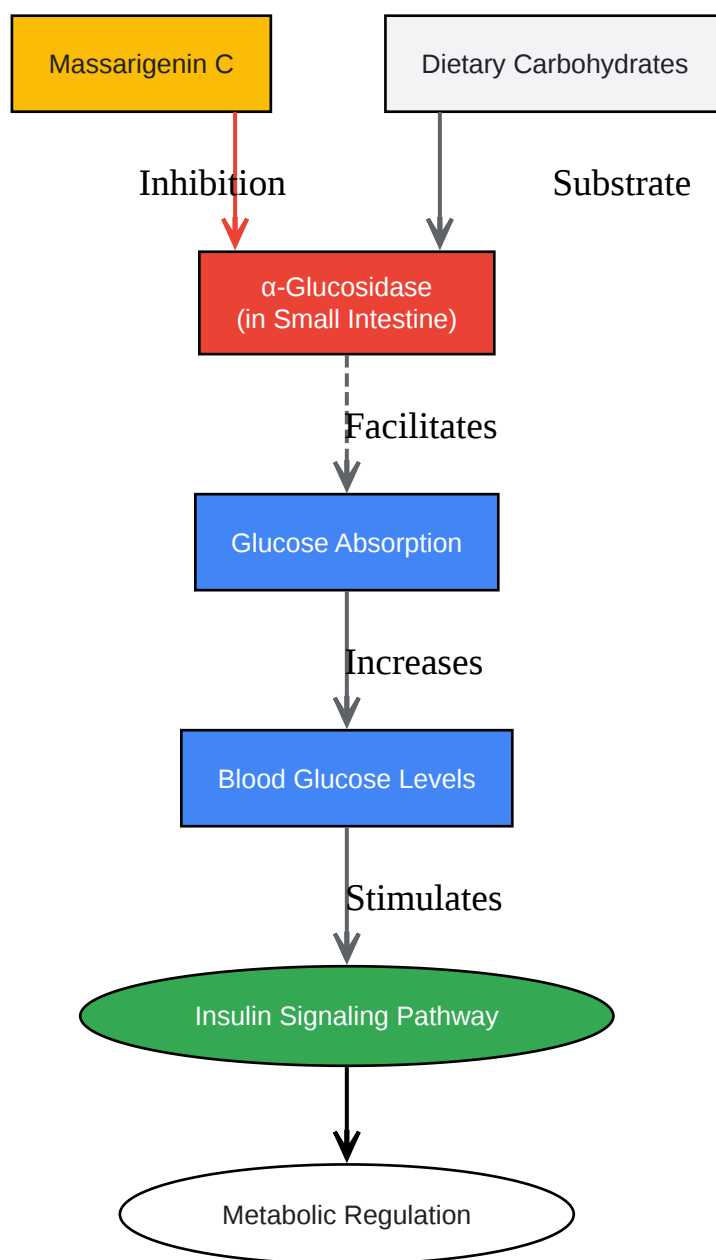 Massarigenin C
Dietary Carbohydrates
Inhibition
Substrate
α-Glucosidase
(in Small Intestine)
Facilitates
Glucose Absorption
Increases
Blood Glucose Levels
Stimulates
Insulin Signaling Pathway
Metabolic Regulation